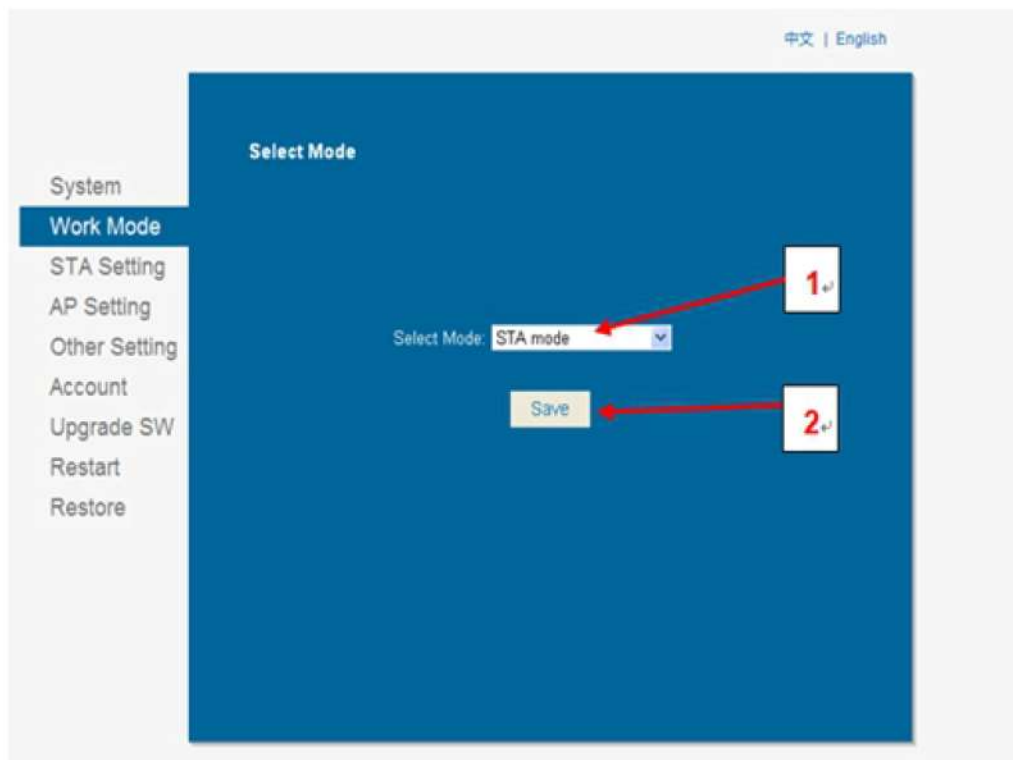 中文 | English
Select Mode
System
Work Mode
STA Setting
AP Setting
Other Setting
Account
Upgrade SW
Restart
Restore
1↵
Select Mode: STA mode
Save
2↵